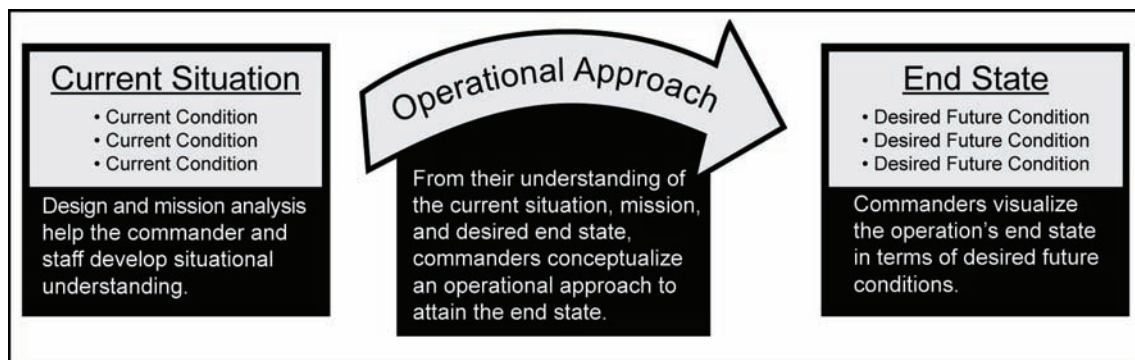 Current Situation
• Current Condition
• Current Condition
• Current Condition
Design and mission analysis
help the commander and
staff develop situational
understanding.
Operational Approach
From their understanding of
the current situation, mission,
and desired end state,
commanders conceptualize
an operational approach to
attain the end state.
End State
• Desired Future Condition
• Desired Future Condition
• Desired Future Condition
Commanders visualize
the operation's end state
in terms of desired future
conditions.